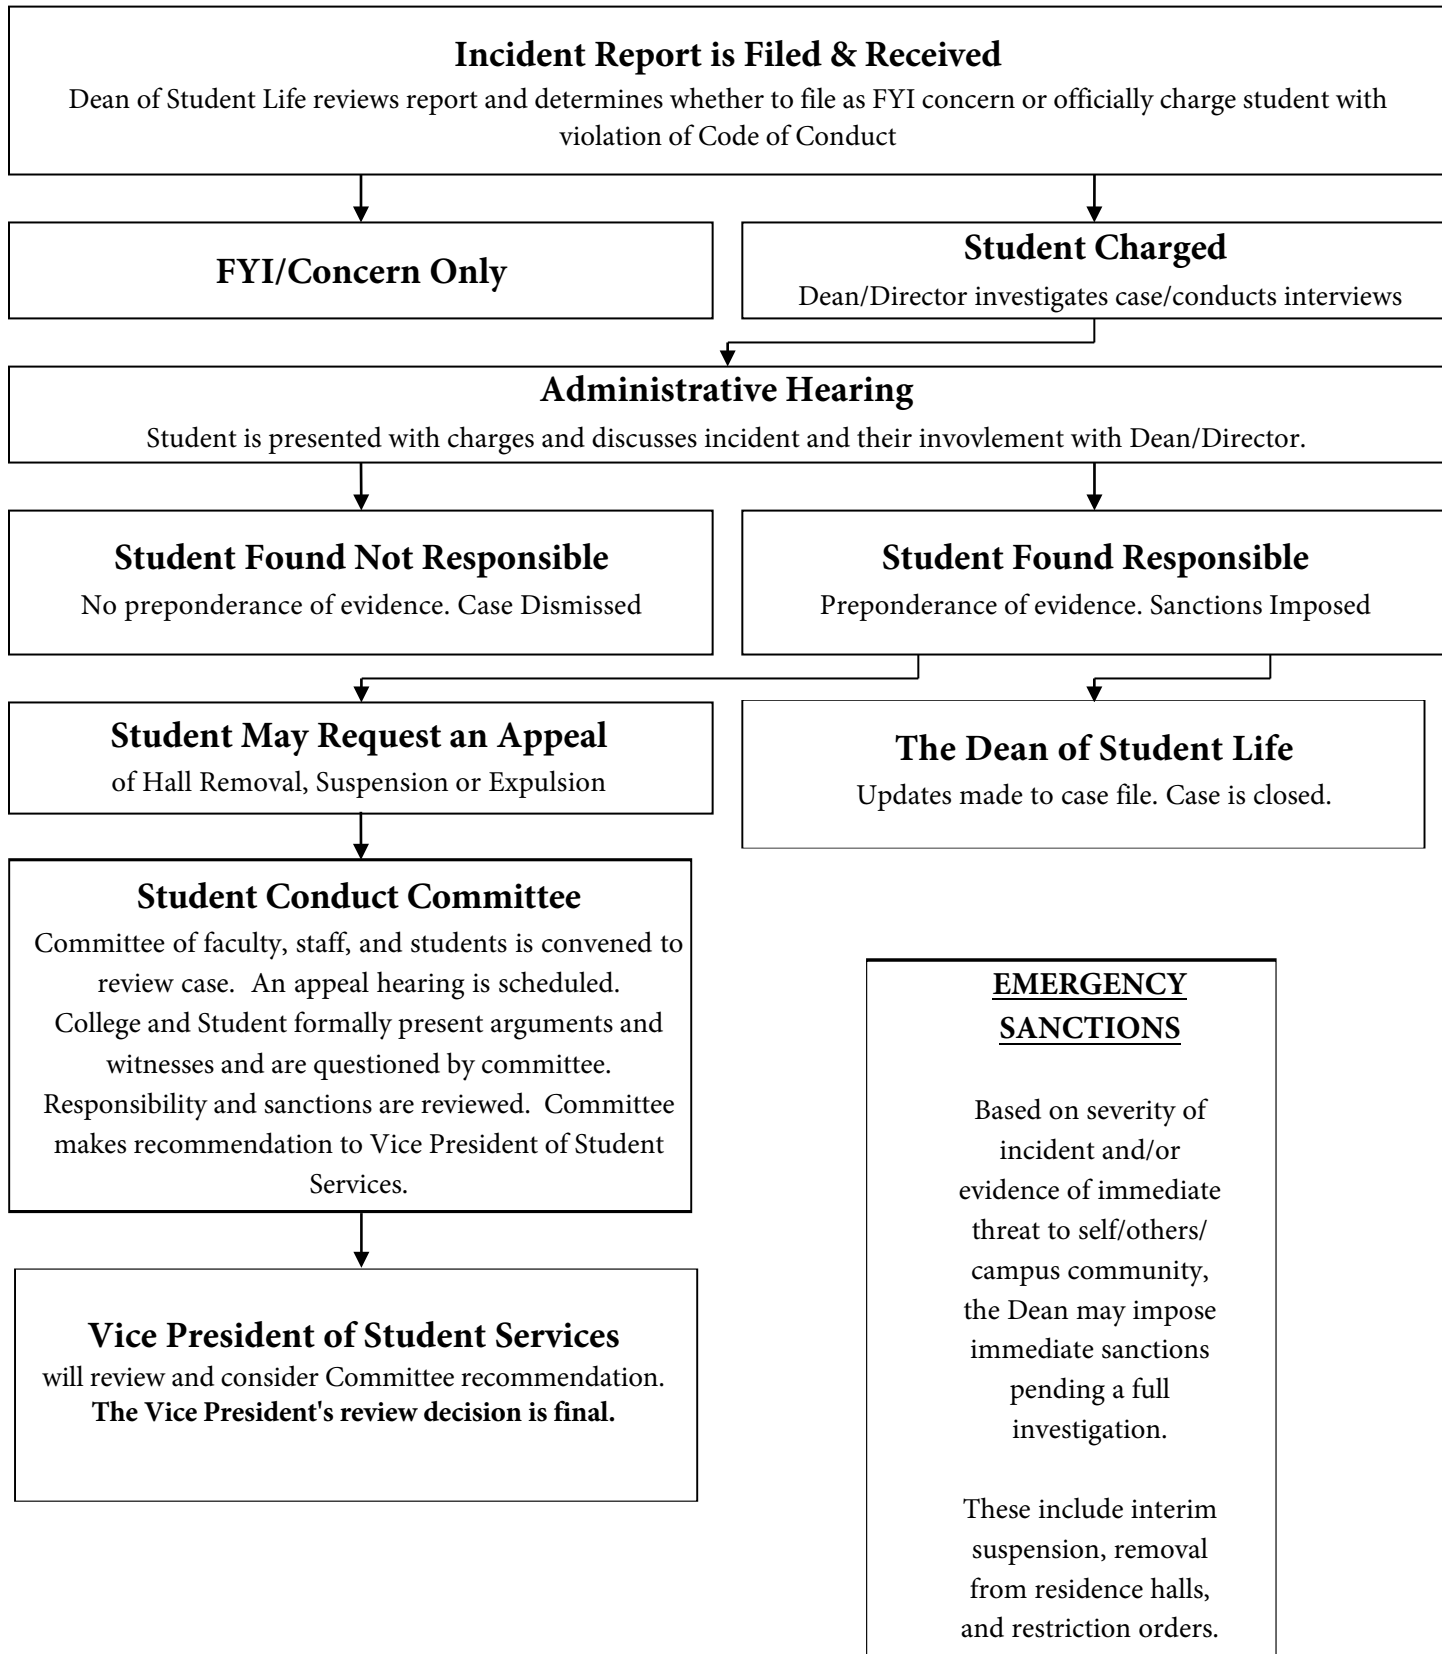 Incident Report is Filed & Received
Dean of Student Life reviews report and determines whether to file as FYI concern or officially charge student with
violation of Code of Conduct
FYI/Concern Only
Student Charged
Dean/Director investigates case/conducts interviews
Administrative Hearing
Student is presented with charges and discusses incident and their invovlement with Dean/Director.
Student Found Not Responsible
No preponderance of evidence. Case Dismissed
Student Found Responsible
Preponderance of evidence. Sanctions Imposed
Student May Request an Appeal
of Hall Removal, Suspension or Expulsion
The Dean of Student Life
Updates made to case file. Case is closed.
Student Conduct Committee
Committee of faculty, staff, and students is convened to
review case.  An appeal hearing is scheduled.
College and Student formally present arguments and
witnesses and are questioned by committee.
Responsibility and sanctions are reviewed.  Committee
makes recommendation to Vice President of Student
Services.
Vice President of Student Services
will review and consider Committee recommendation.
The Vice President's review decision is final.
EMERGENCY
SANCTIONS
Based on severity of
incident and/or
evidence of immediate
threat to self/others/
campus community,
the Dean may impose
immediate sanctions
pending a full
investigation.
These include interim
suspension, removal
from residence halls,
and restriction orders.